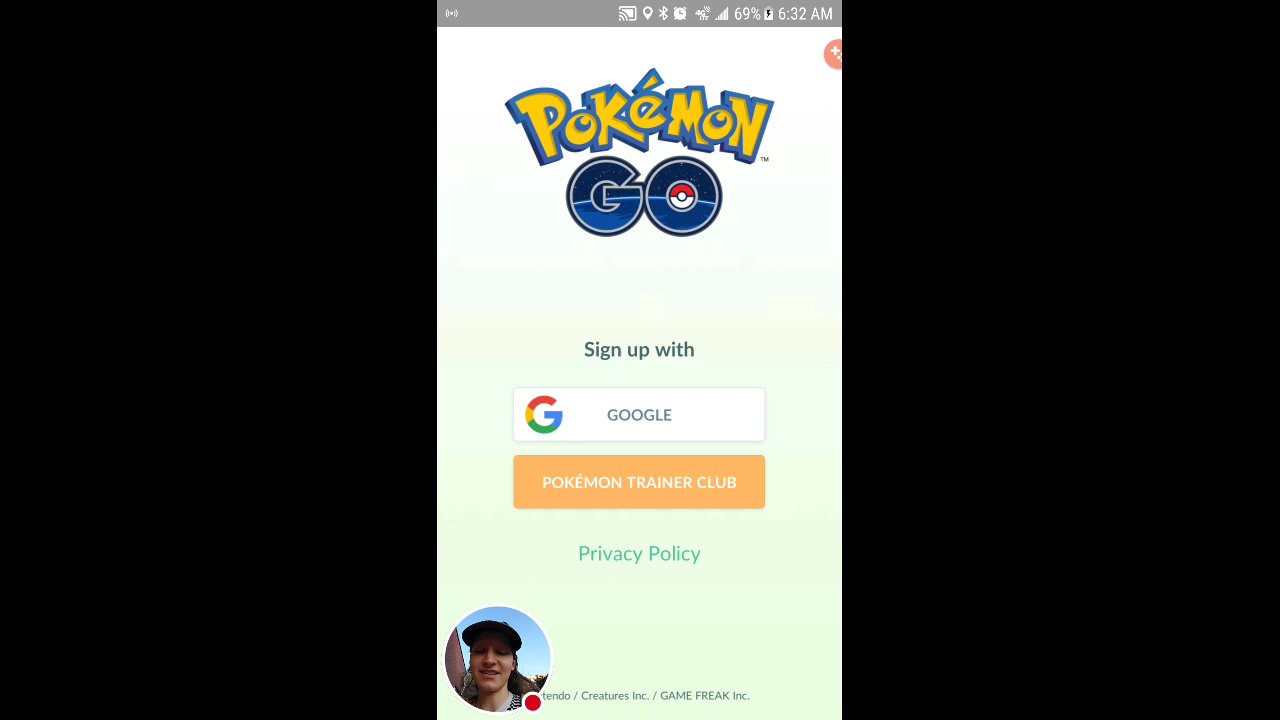 69% 6:32 AM
POKÉMON
GO
TM
Sign up with
GOOGLE
POKÉMON TRAINER CLUB
Privacy Policy
/ Creatures Inc. / GAME FREAK Inc.